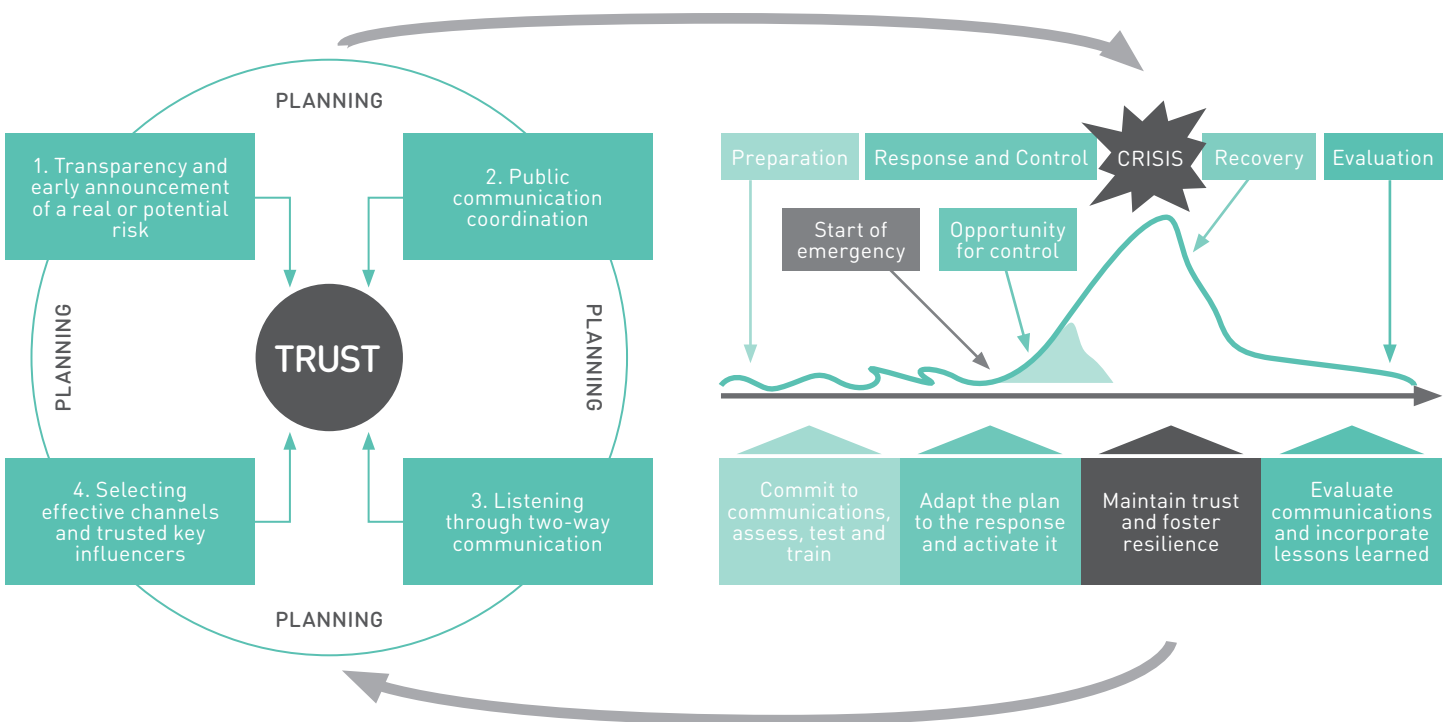 PLANNING
1. Transparency and
early announcement
of a real or potential
risk
2. Public
communication
coordination
PLANNING
TRUST
PLANNING
4. Selecting
effective channels
and trusted key
influencers
3. Listening
through two-way
communication
PLANNING
Preparation
Response and Control
CRISIS
Recovery
Evaluation
Start of
emergency
Opportunity
for control
Commit to
communications,
assess, test and
train
Adapt the plan
to the response
and activate it
Maintain trust
and foster
resilience
Evaluate
communications
and incorporate
lessons learned